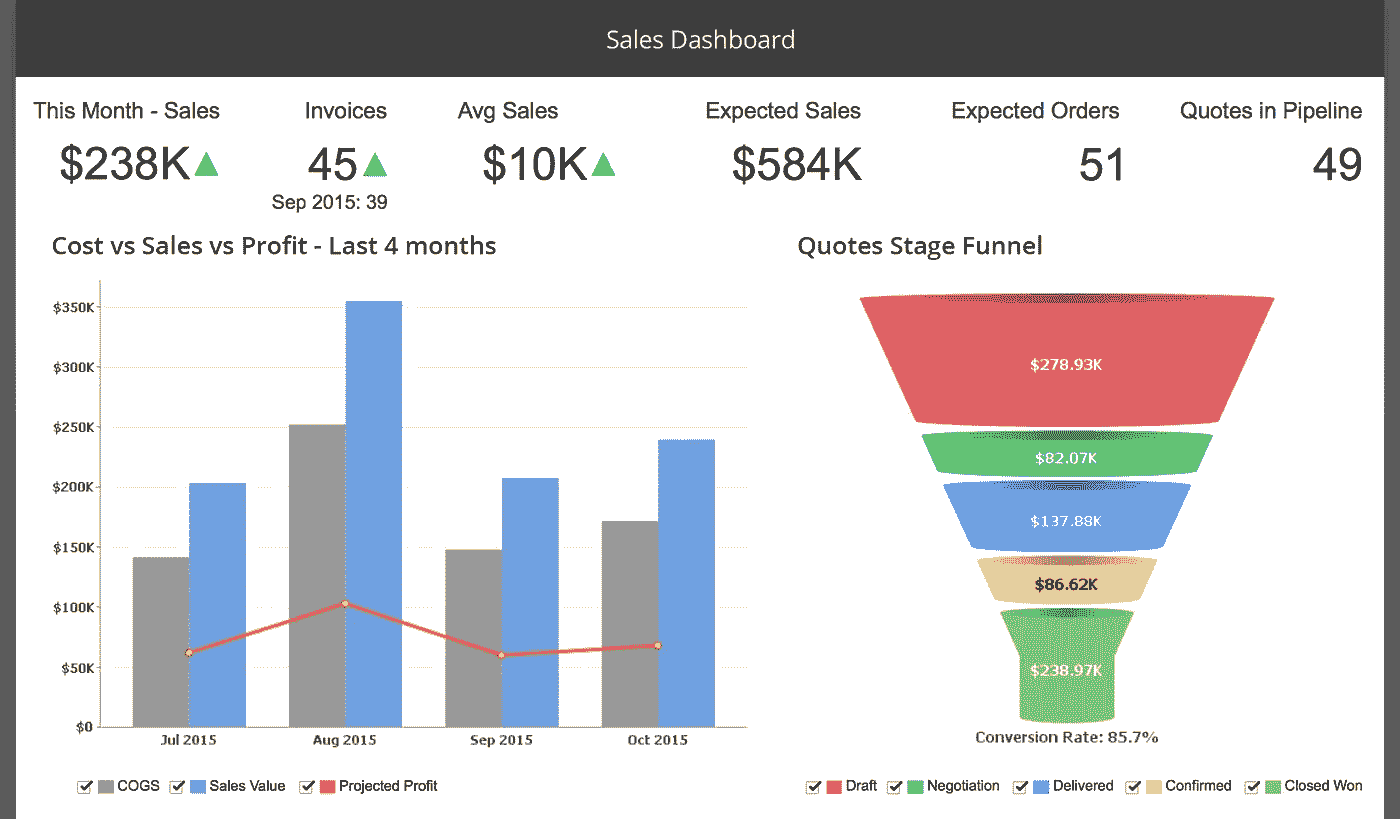 Sales Dashboard
This Month - Sales
Invoices
Avg Sales
Expected Sales
Expected Orders
Quotes in Pipeline
$238K
45
$10K
$584K
51
49
Sep 2015: 39
Cost vs Sales vs Profit - Last 4 months
$350K
$300K
$250K
$200K
$150K
$100K
$50K
$0
Jul 2015
Aug 2015
Sep 2015
Oct 2015
COGS
Sales Value
Projected Profit
Quotes Stage Funnel
$278.93K
$82.07K
$137.88K
$86.62K
$238.97K
Conversion Rate: 85.7%
Draft
Negotiation
Delivered
Confirmed
Closed Won